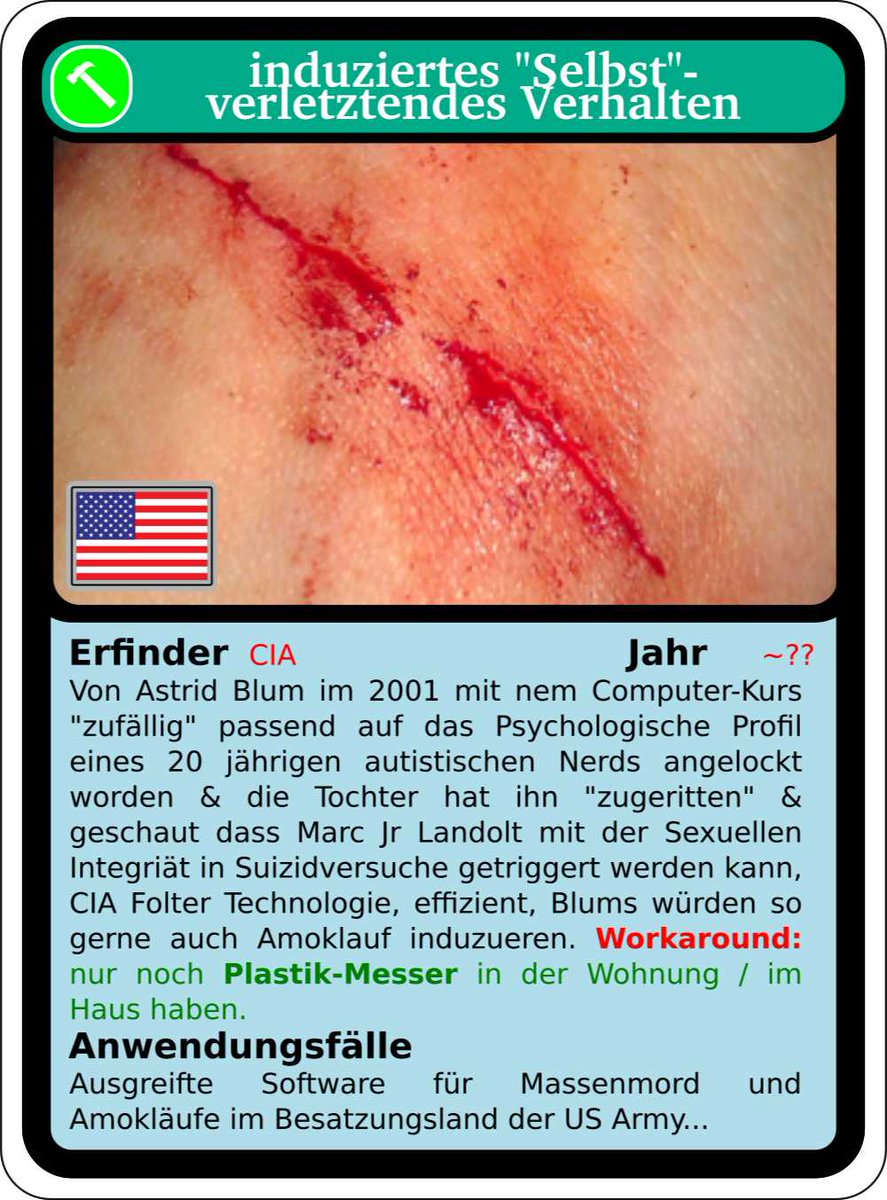 induziertes "Selbst"-
verletztendes Verhalten
Erfinder CIA Jahr ~??
Von Astrid Blum im 2001 mit nem Computer-Kurs
"zufällig" passend auf das Psychologische Profil
eines 20 jährigen autistischen Nerds angelockt
worden & die Tochter hat ihn "zugeritten" &
geschaut dass Marc Jr Landolt mit der Sexuellen
Integriät in Suizidversuche getriggert werden kann,
CIA Folter Technologie, effizient, Blums würden so
gerne auch Amoklauf induzueren. Workaround:
nur noch Plastik-Messer in der Wohnung / im
Haus haben.
Anwendungsfälle
Ausgreifte Software für Massenmord und
Amokläufe im Besatzungsland der US Army...